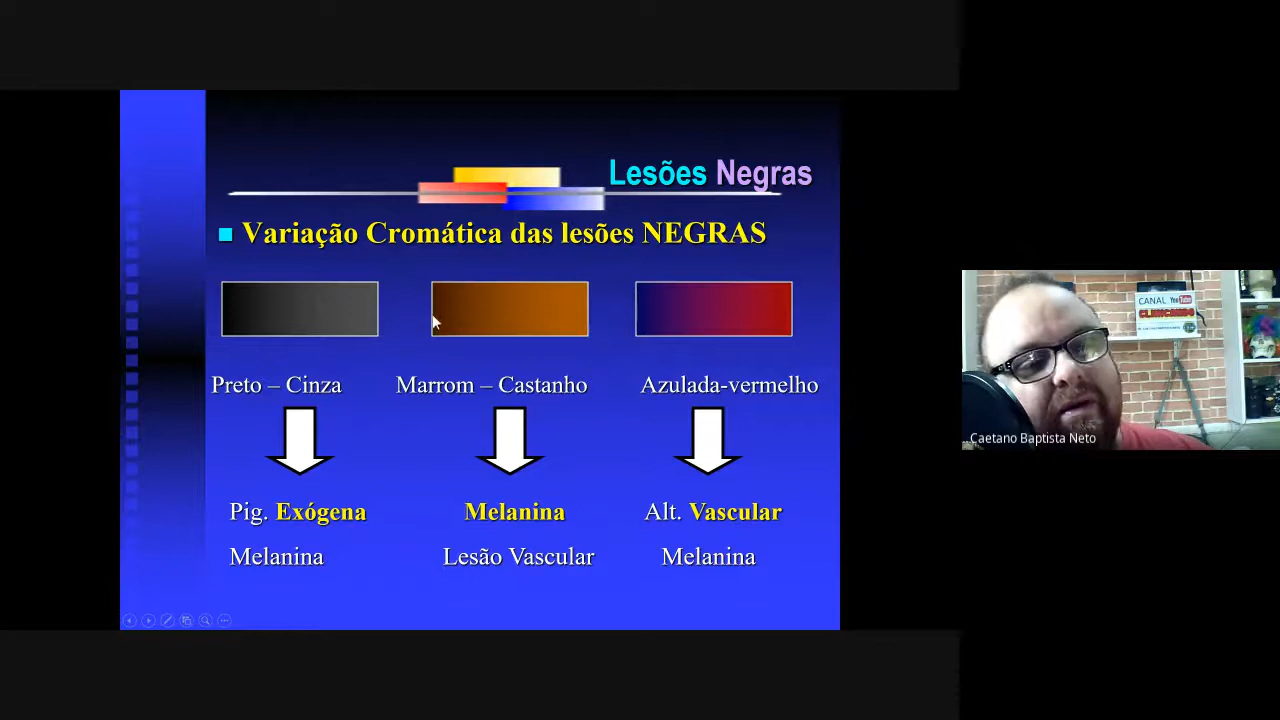 Lesões Negras
Variação Cromática das lesões NEGRAS
Preto – Cinza
Marrom – Castanho
Azulada-vermelho
Pig. Exógena
Melanina
Alt. Vascular
Melanina
Lesão Vascular
Melanina
CANAL YouTube
CLINICANDO
...Caetano Baptista Neto